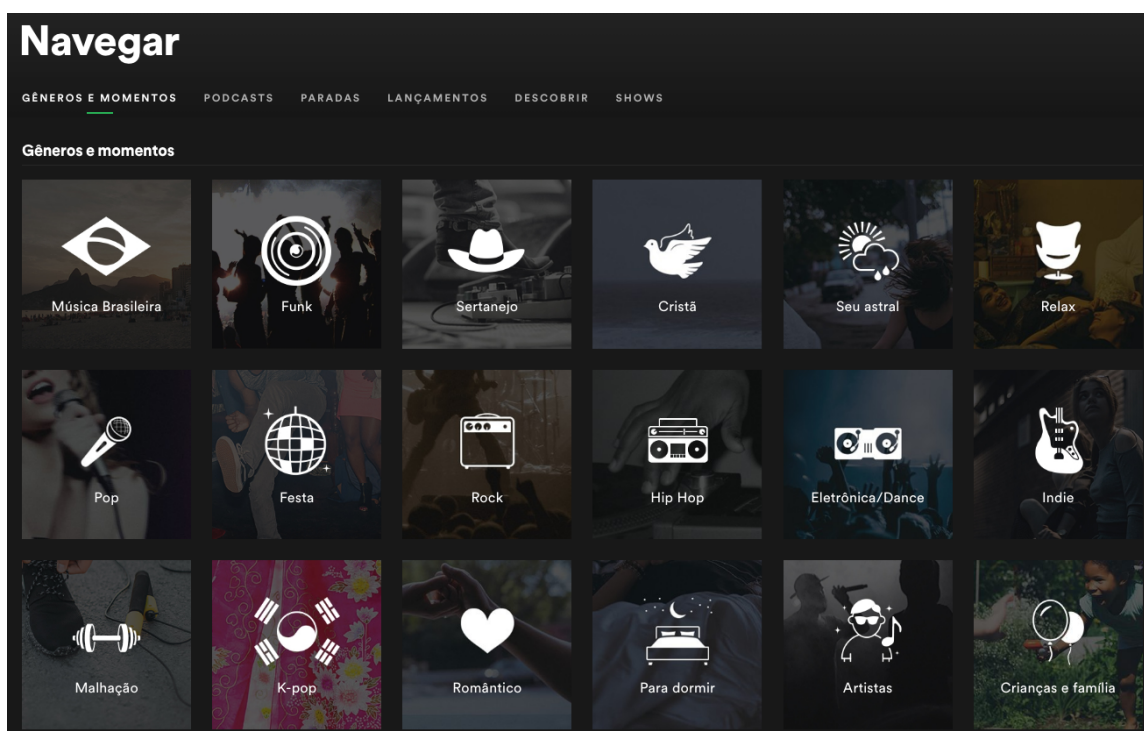 Navegar
GÊNEROS E MOMENTOS PODCASTS PARADAS LANÇAMENTOS DESCOBRIR SHOWS
Gêneros e momentos
Música Brasileira Funk Sertanejo Cristã Seu astral Relax
Pop Festa Rock Hip Hop Eletrônica/Dance Indie
Malhação K-pop Romântico Para dormir Artistas Crianças e família